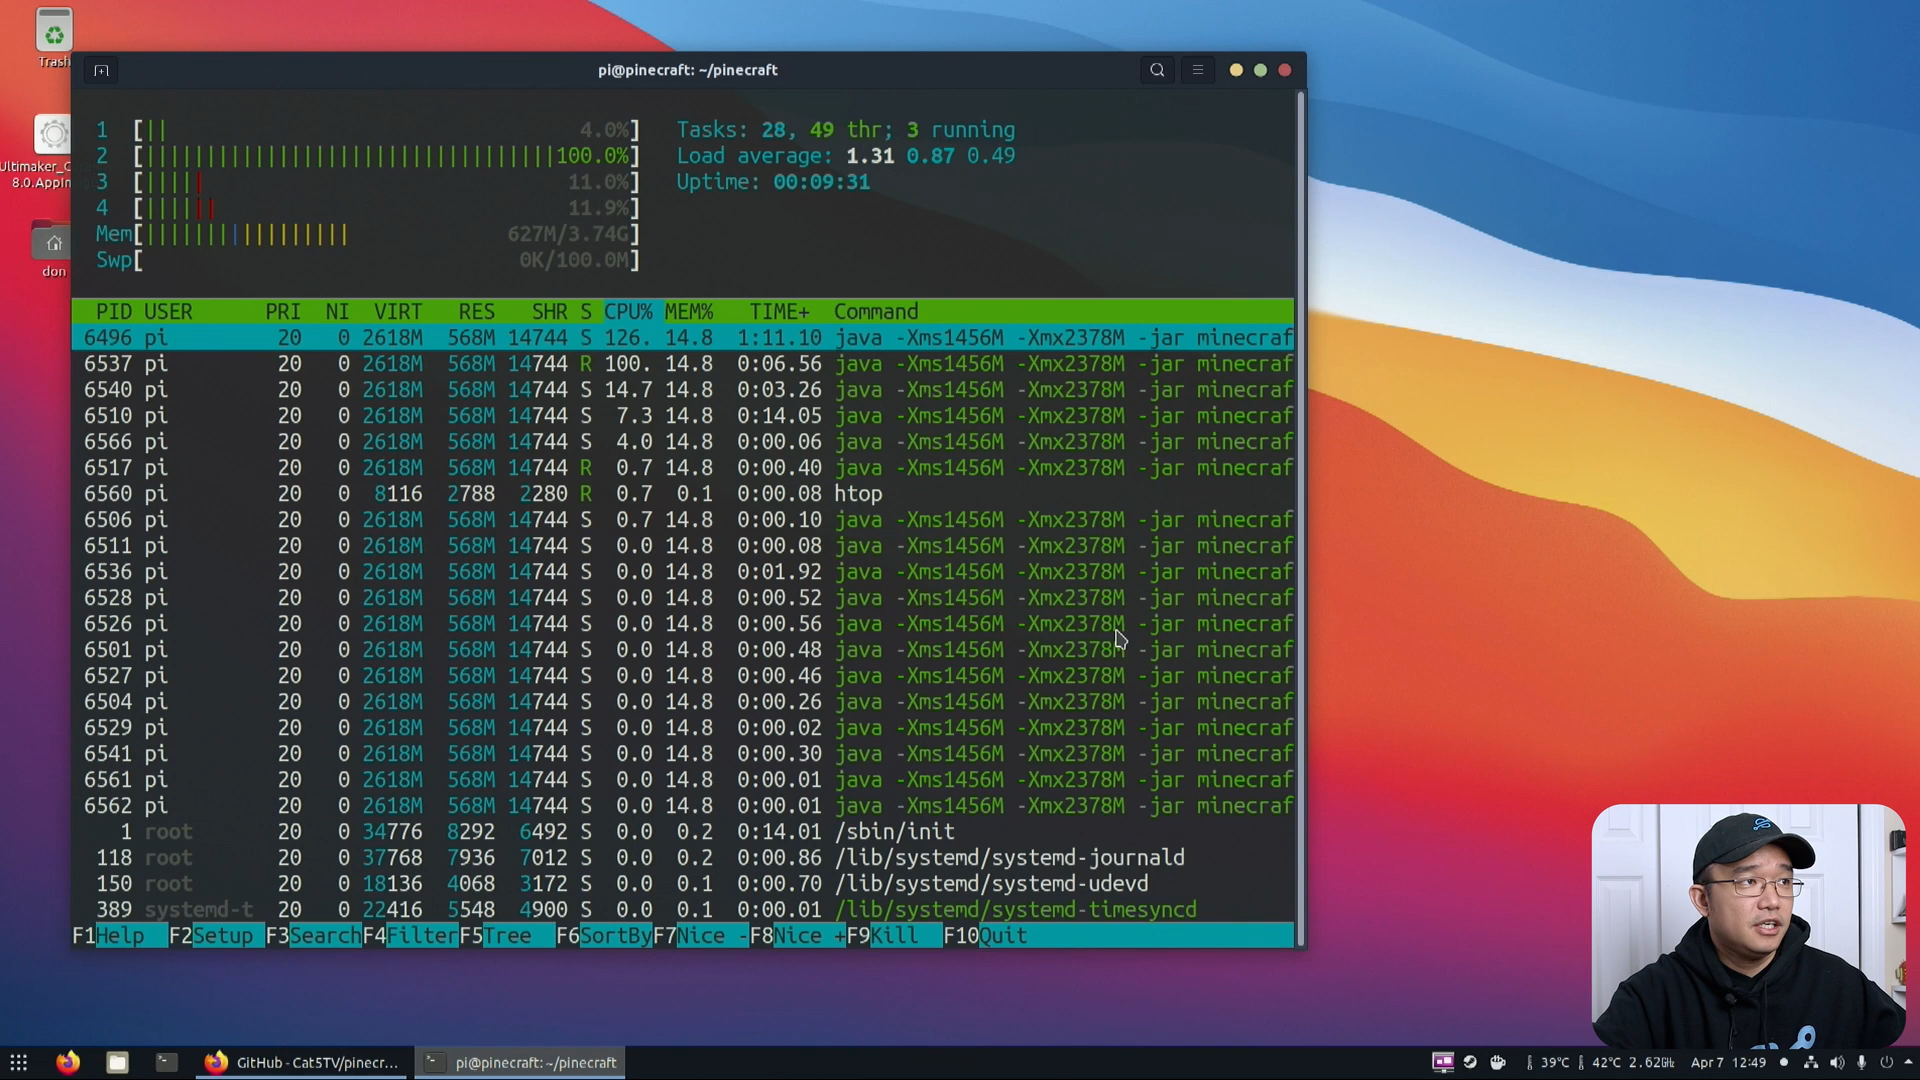 Trash
Ultimaker_C
8.0.AppIm
don
pi@pinecraft: ~/pinecraft
1 [|| 4.0%]
2 [||||||||||||||||||||||||||||||||||100.0%]
3 [||||| 11.0%]
4 [|||||| 11.9%]
Mem[||||||||||||||||| 627M/3.74G]
Swp[ 0K/100.0M]
Tasks: 28, 49 thr; 3 running
Load average: 1.31 0.87 0.49
Uptime: 00:09:31
PID USER PRI NI VIRT RES SHR S CPU% MEM% TIME+ Command
6496 pi 20 0 2618M 568M 14744 S 126. 14.8 1:11.10 java -Xms1456M -Xmx2378M -jar minecraf
6537 pi 20 0 2618M 568M 14744 R 100. 14.8 0:06.56 java -Xms1456M -Xmx2378M -jar minecraf
6540 pi 20 0 2618M 568M 14744 S 14.7 14.8 0:03.26 java -Xms1456M -Xmx2378M -jar minecraf
6510 pi 20 0 2618M 568M 14744 S 7.3 14.8 0:14.05 java -Xms1456M -Xmx2378M -jar minecraf
6566 pi 20 0 2618M 568M 14744 S 4.0 14.8 0:00.06 java -Xms1456M -Xmx2378M -jar minecraf
6517 pi 20 0 2618M 568M 14744 R 0.7 14.8 0:00.40 java -Xms1456M -Xmx2378M -jar minecraf
6560 pi 20 0 8116 2788 2280 R 0.7 0.1 0:00.08 htop
6506 pi 20 0 2618M 568M 14744 S 0.7 14.8 0:00.10 java -Xms1456M -Xmx2378M -jar minecraf
6511 pi 20 0 2618M 568M 14744 S 0.0 14.8 0:00.08 java -Xms1456M -Xmx2378M -jar minecraf
6536 pi 20 0 2618M 568M 14744 S 0.0 14.8 0:01.92 java -Xms1456M -Xmx2378M -jar minecraf
6528 pi 20 0 2618M 568M 14744 S 0.0 14.8 0:00.52 java -Xms1456M -Xmx2378M -jar minecraf
6526 pi 20 0 2618M 568M 14744 S 0.0 14.8 0:00.56 java -Xms1456M -Xmx2378M -jar minecraf
6501 pi 20 0 2618M 568M 14744 S 0.0 14.8 0:00.48 java -Xms1456M -Xmx2378M -jar minecraf
6527 pi 20 0 2618M 568M 14744 S 0.0 14.8 0:00.46 java -Xms1456M -Xmx2378M -jar minecraf
6504 pi 20 0 2618M 568M 14744 S 0.0 14.8 0:00.26 java -Xms1456M -Xmx2378M -jar minecraf
6529 pi 20 0 2618M 568M 14744 S 0.0 14.8 0:00.02 java -Xms1456M -Xmx2378M -jar minecraf
6541 pi 20 0 2618M 568M 14744 S 0.0 14.8 0:00.30 java -Xms1456M -Xmx2378M -jar minecraf
6561 pi 20 0 2618M 568M 14744 S 0.0 14.8 0:00.01 java -Xms1456M -Xmx2378M -jar minecraf
6562 pi 20 0 2618M 568M 14744 S 0.0 14.8 0:00.01 java -Xms1456M -Xmx2378M -jar minecraf
1 root 20 0 34776 8292 6492 S 0.0 0.2 0:14.01 /sbin/init
118 root 20 0 37768 7936 7012 S 0.0 0.2 0:00.86 /lib/systemd/systemd-journald
150 root 20 0 18136 4068 3172 S 0.0 0.1 0:00.70 /lib/systemd/systemd-udevd
389 systemd-t 20 0 22416 5548 4900 S 0.0 0.1 0:00.01 /lib/systemd/systemd-timesyncd
F1Help F2Setup F3SearchF4FilterF5Tree F6SortByF7Nice -F8Nice +F9Kill F10Quit
GitHub - Cat5TV/pinecr...
pi@pinecraft: ~/pinecraft
39°C 42°C 2.62GHz Apr 7 12:49